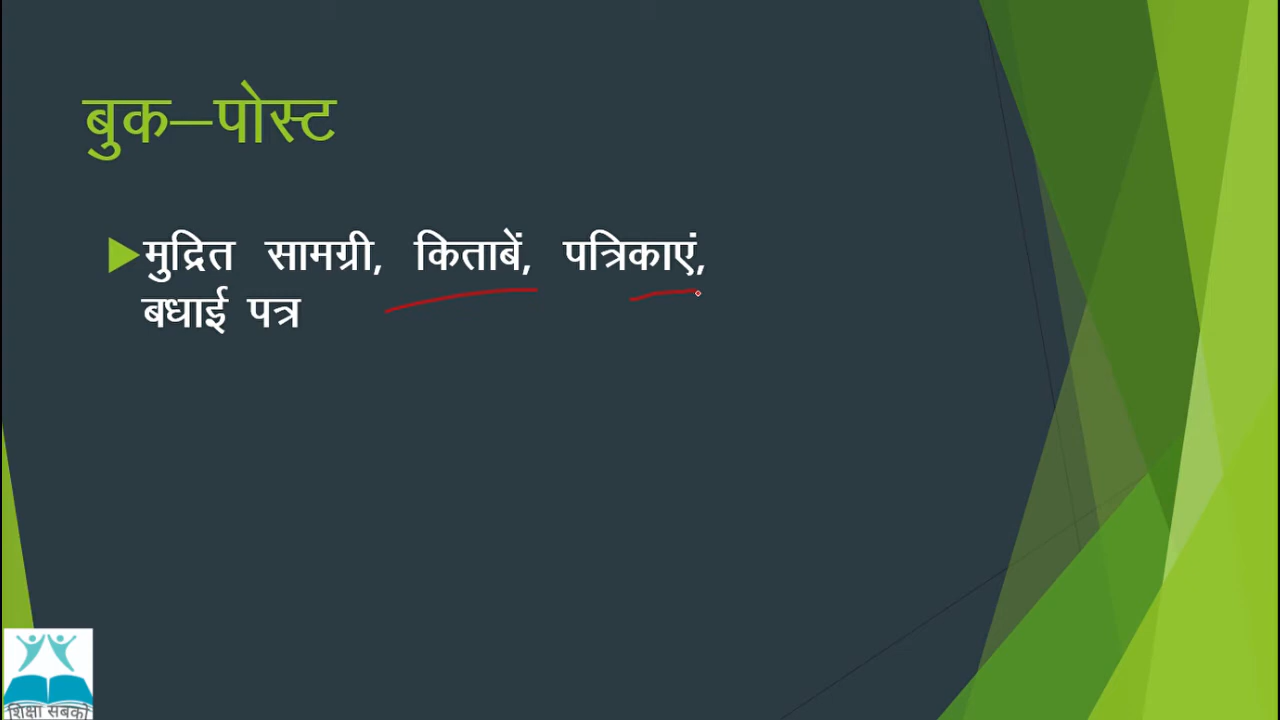 बुक–पोस्ट
मुद्रित सामग्री, किताबें, पत्रिकाएं,
बधाई पत्र
शिक्षा सबको